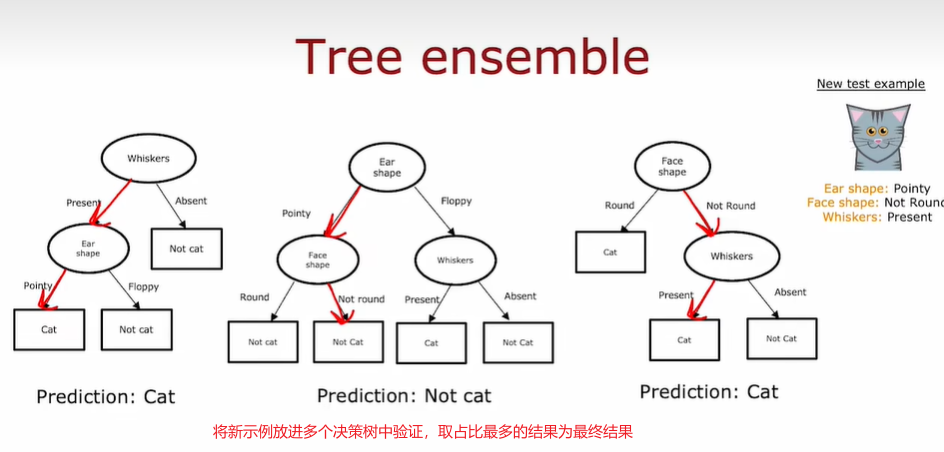 Tree ensemble
New test example
Ear shape: Pointy
Face shape: Not Round
Whiskers: Present
Whiskers
Present
Absent
Ear
shape
Not cat
Pointy
Floppy
Cat
Not cat
Prediction: Cat
Ear
shape
Pointy
Floppy
Face
shape
Whiskers
Round
Not round
Present
Absent
Not cat
Not Cat
Cat
Not Cat
Prediction: Not cat
Face
shape
Round
Not Round
Cat
Whiskers
Present
Absent
Cat
Not Cat
Prediction: Cat
将新示例放进多个决策树中验证，取占比最多的结果为最终结果